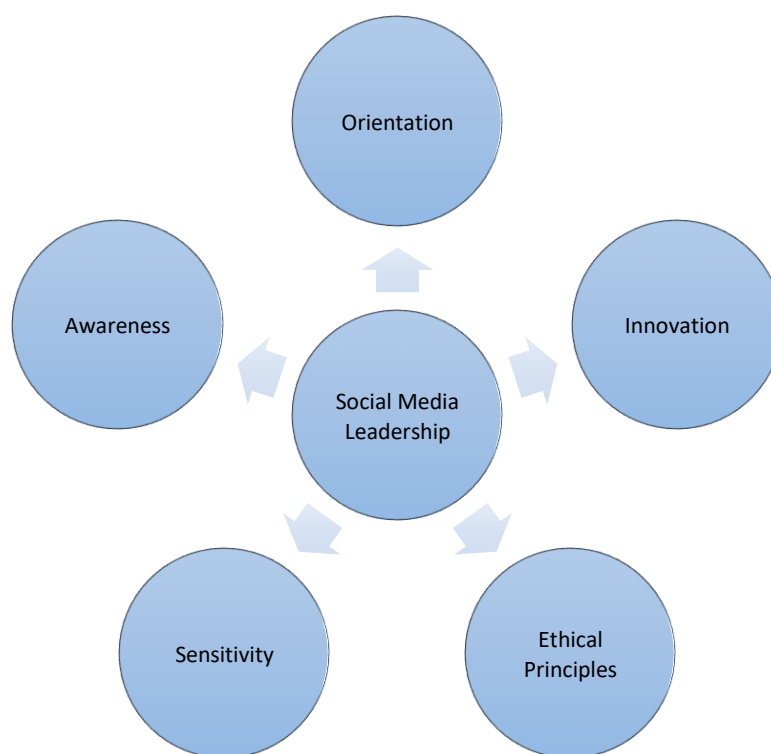 Orientation
Awareness
Innovation
Social Media
Leadership
Sensitivity
Ethical
Principles